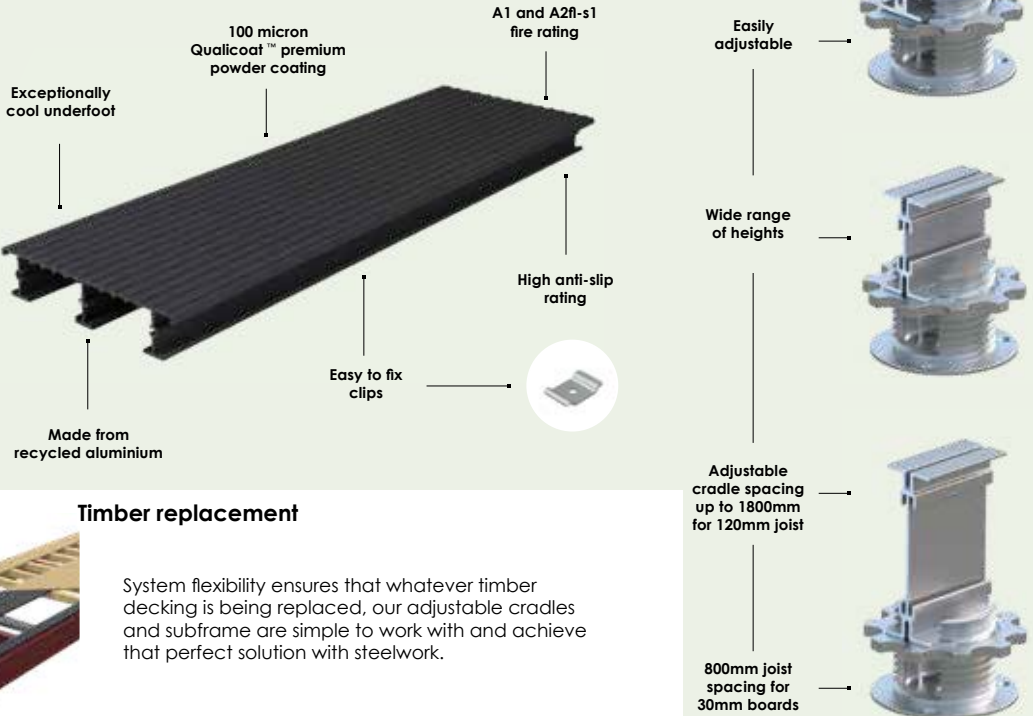 A1 and A2fl-s1
fire rating
100 micron
Qualicoat ™ premium
powder coating
Exceptionally
cool underfoot
High anti-slip
rating
Easy to fix
clips
Made from
recycled aluminium
Easily
adjustable
Wide range
of heights
Adjustable
cradle spacing
up to 1800mm
for 120mm joist
800mm joist
spacing for
30mm boards
Timber replacement
System flexibility ensures that whatever timber
decking is being replaced, our adjustable cradles
and subframe are simple to work with and achieve
that perfect solution with steelwork.